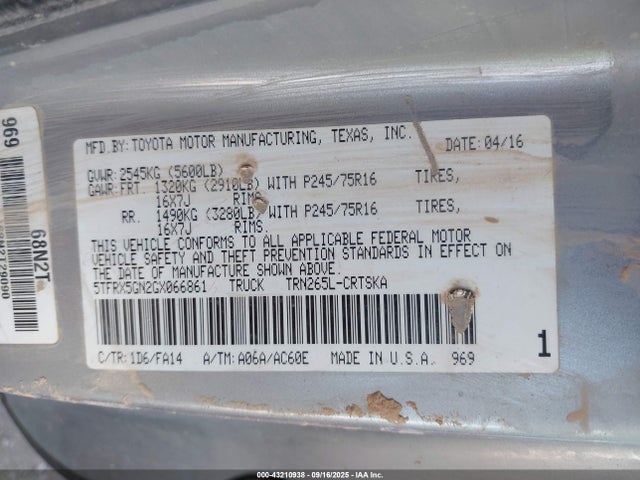 MFD.BY:TOYOTA MOTOR MANUFACTURING, TEXAS, INC. DATE: 04/16
GVWR:2545KG (5600LB)
GAWR:FRT. 1320KG (2910LB) WITH P245/75R16 TIRES,
16X7J RIMS.
RR. 1490KG (3280LB) WITH P245/75R16 TIRES,
16X7J RIMS.
THIS VEHICLE CONFORMS TO ALL APPLICABLE FEDERAL MOTOR
VEHICLE SAFETY AND THEFT PREVENTION STANDARDS IN EFFECT ON
THE DATE OF MANUFACTURE SHOWN ABOVE.
5TFRX5GN2GX066861 TRUCK TRN265L-CRTSKA
C/TR:1D6/FA14 A/TM:A06A/AC60E MADE IN U.S.A. 969
1
969
68N2T
000-43210938 - 09/16/2025 - IAAI.COM